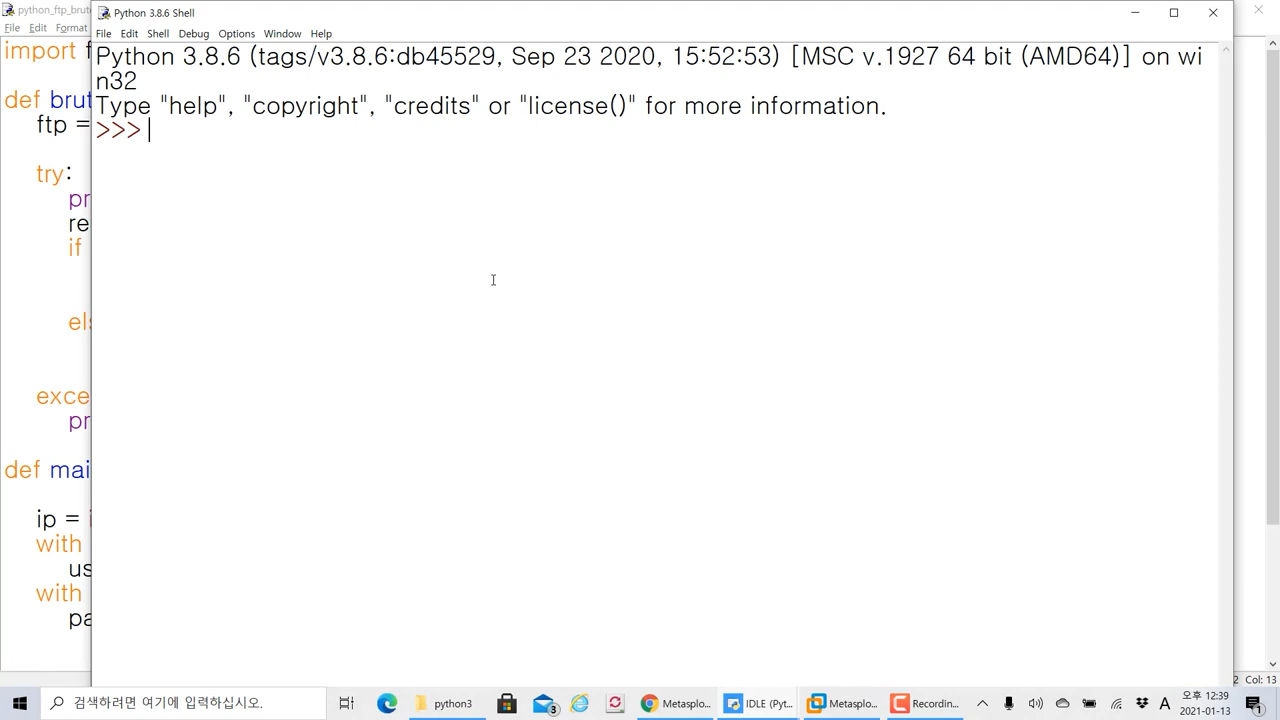 python_ftp_brut
File Edit Format
import f
def brut
ftp =
try:
pr
re
if
els
exce
pr
def mai
ip = i
with
us
with
pa
Python 3.8.6 Shell
File Edit Shell Debug Options Window Help
Python 3.8.6 (tags/v3.8.6:db45529, Sep 23 2020, 15:52:53) [MSC v.1927 64 bit (AMD64)] on wi
n32
Type "help", "copyright", "credits" or "license()" for more information.
>>>
2 Col: 13
검색하려면 여기에 입력하십시오.
python3
3
Metasplo...
IDLE (Pyt...
Metasplo...
Recordin...
A
오후 12:39
2021-01-13
1